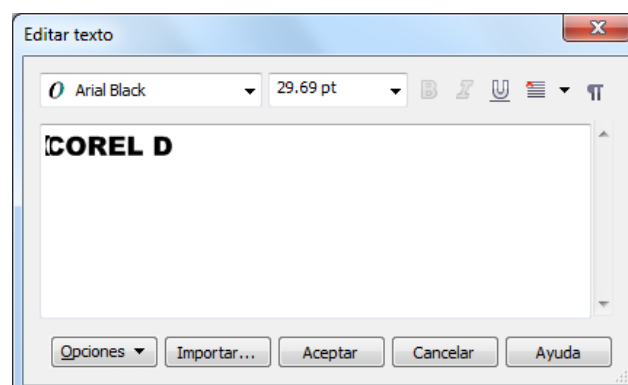 Editar texto
Arial Black 29.69 pt B I U
COREL D
Opciones Importar... Aceptar Cancelar Ayuda